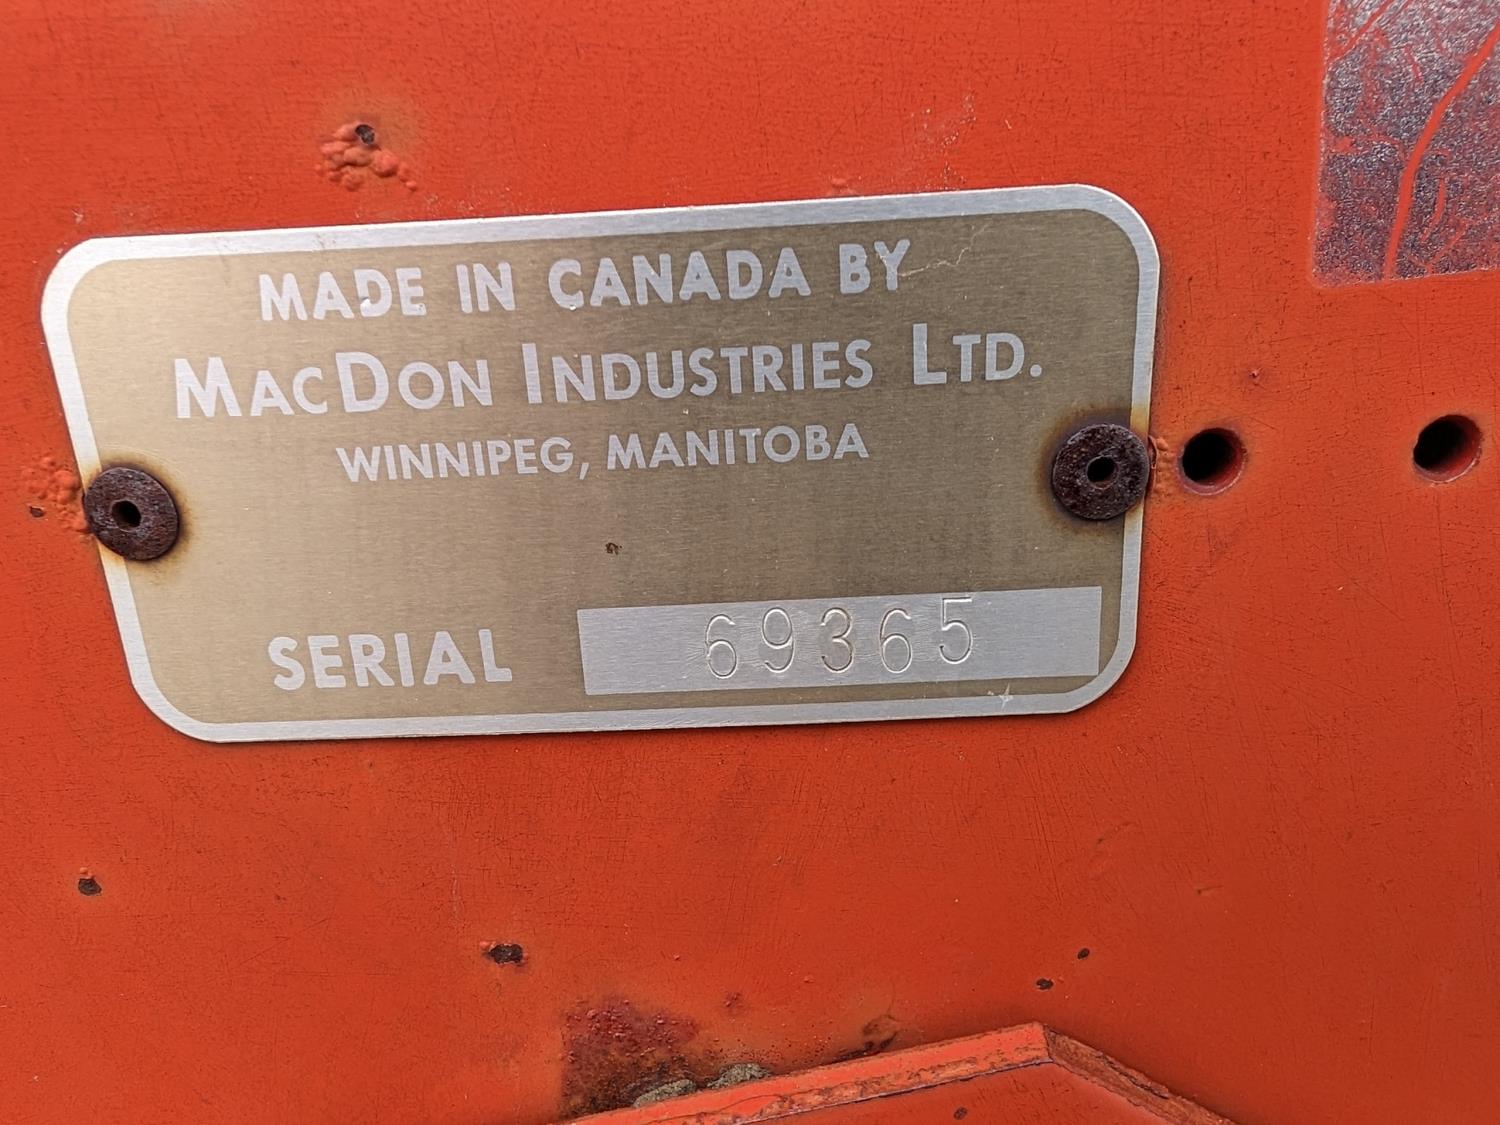 MADE IN CANADA BY
MACDON INDUSTRIES LTD.
WINNIPEG, MANITOBA
SERIAL 69365